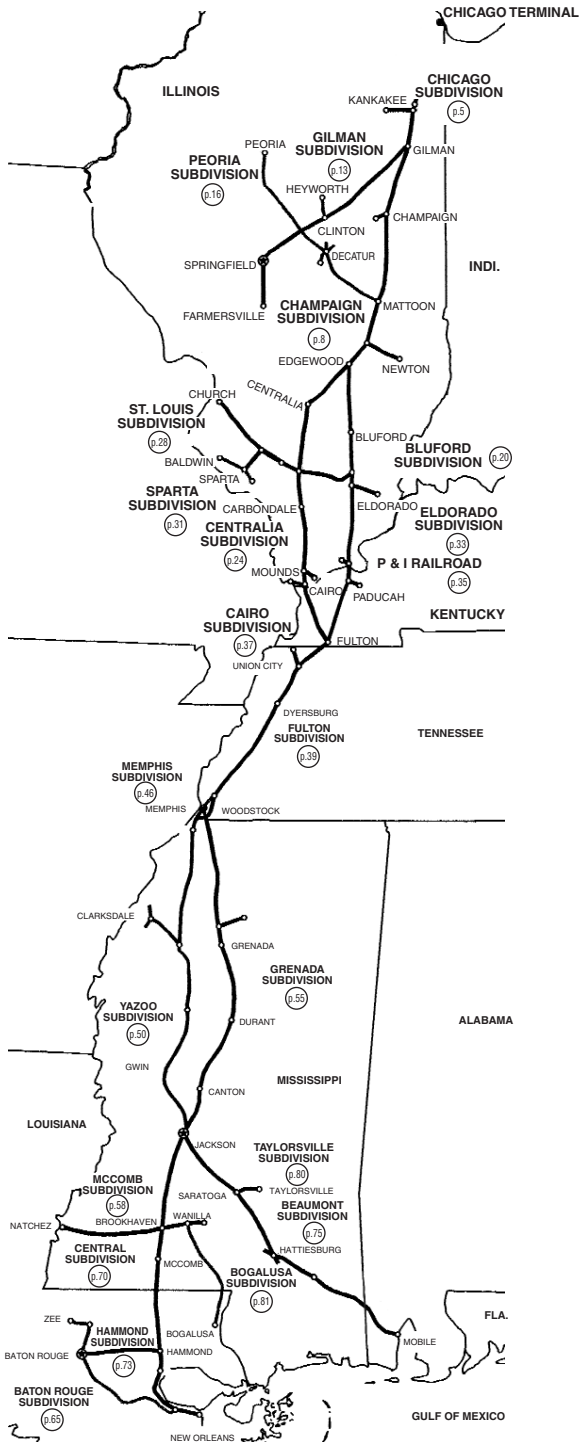 CHICAGO TERMINAL
CHICAGO
SUBDIVISION
p.5
ILLINOIS
KANKAKEE
PEORIA
GILMAN
SUBDIVISION
p.13
GILMAN
PEORIA
SUBDIVISION
p.16
HEYWORTH
CHAMPAIGN
CLINTON
DECATUR
SPRINGFIELD
INDI.
FARMERSVILLE
CHAMPAIGN
SUBDIVISION
p.8
MATTOON
EDGEWOOD
NEWTON
CHURCH
CENTRALIA
ST. LOUIS
SUBDIVISION
p.28
BLUFORD
BLUFORD
SUBDIVISION
p.20
BALDWIN
SPARTA
SPARTA
SUBDIVISION
p.31
ELDORADO
CARBONDALE
ELDORADO
SUBDIVISION
p.33
CENTRALIA
SUBDIVISION
p.24
P & I RAILROAD
p.35
MOUNDS
CAIRO
PADUCAH
KENTUCKY
CAIRO
SUBDIVISION
p.37
FULTON
UNION CITY
DYERSBURG
FULTON
SUBDIVISION
p.39
TENNESSEE
MEMPHIS
SUBDIVISION
p.46
MEMPHIS
WOODSTOCK
CLARKSDALE
GRENADA
GRENADA
SUBDIVISION
p.55
YAZOO
SUBDIVISION
p.50
DURANT
ALABAMA
GWIN
MISSISSIPPI
CANTON
LOUISIANA
JACKSON
TAYLORSVILLE
SUBDIVISION
p.80
MCCOMB
SUBDIVISION
p.58
SARATOGA
TAYLORSVILLE
BEAUMONT
SUBDIVISION
p.75
NATCHEZ
BROOKHAVEN
WANILLA
HATTIESBURG
CENTRAL
SUBDIVISION
p.70
MCCOMB
BOGALUSA
SUBDIVISION
p.81
ZEE
HAMMOND
SUBDIVISION
p.73
BOGALUSA
FLA.
MOBILE
BATON ROUGE
HAMMOND
BATON ROUGE
SUBDIVISION
p.65
NEW ORLEANS
GULF OF MEXICO